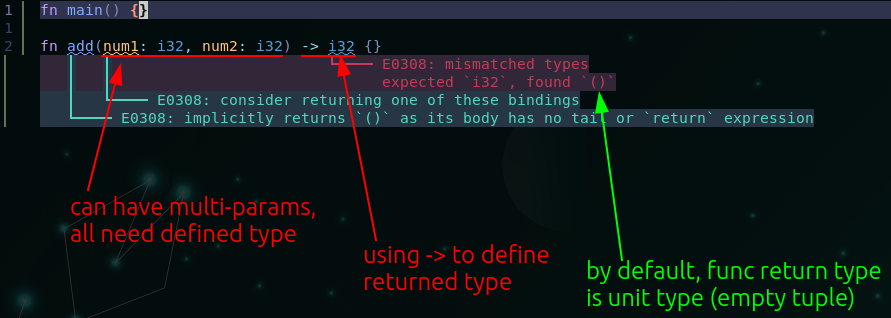 1 fn main() {}
1
2 fn add(num1: i32, num2: i32) -> i32 {}
E0308: mismatched types
expected `i32`, found `()`
E0308: consider returning one of these bindings
E0308: implicitly returns `()` as its body has no tail or `return` expression
can have multi-params,
all need defined type
using -> to define
returned type
by default, func return type
is unit type (empty tuple)